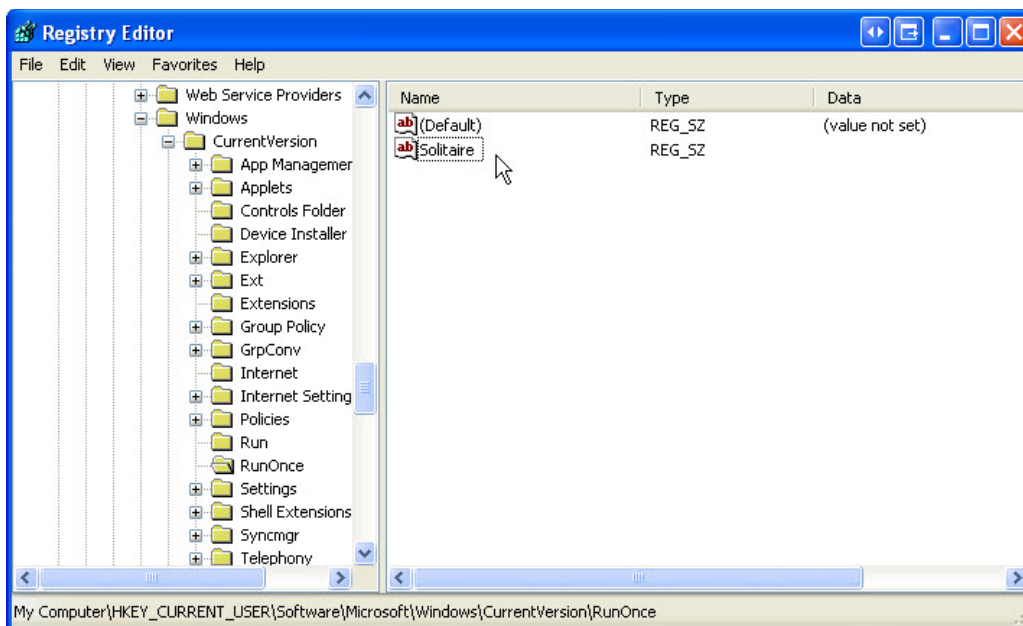 Registry Editor
File Edit View Favorites Help
Web Service Providers
Windows
CurrentVersion
App Managemer
Applets
Controls Folder
Device Installer
Explorer
Ext
Extensions
Group Policy
GrpConv
Internet
Internet Setting
Policies
Run
RunOnce
Settings
Shell Extensions
Syncmgr
Telephony
Name Type Data
ab (Default) REG_SZ (value not set)
ab Solitaire REG_SZ
My Computer\HKEY_CURRENT_USER\Software\Microsoft\Windows\CurrentVersion\RunOnce